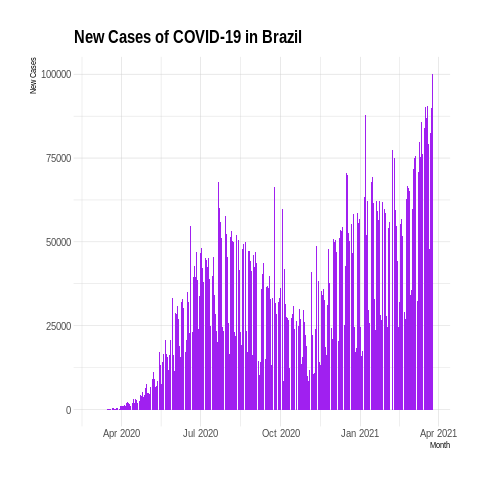 New Cases of COVID-19 in Brazil
New Cases
100000
75000
50000
25000
0
Apr 2020 Jul 2020 Oct 2020 Jan 2021 Apr 2021
Month